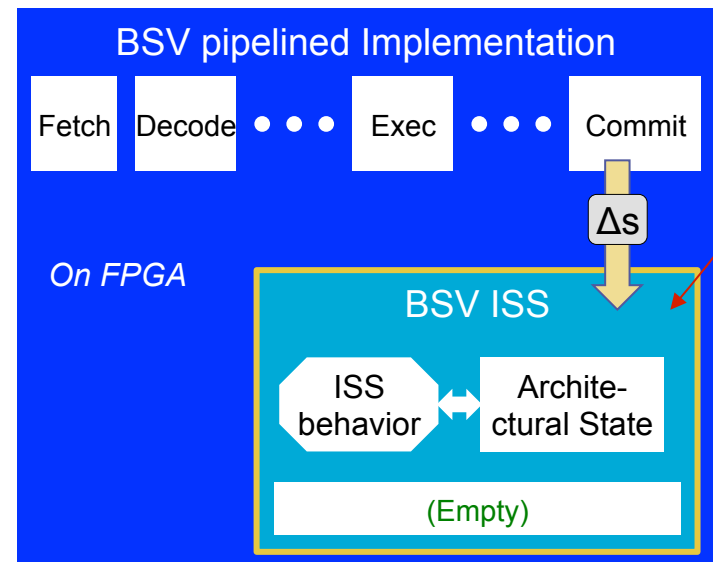 BSV pipelined Implementation
Fetch Decode • • • Exec • • • Commit
Δs
On FPGA
BSV ISS
ISS
behavior
Archite-
ctural State
(Empty)